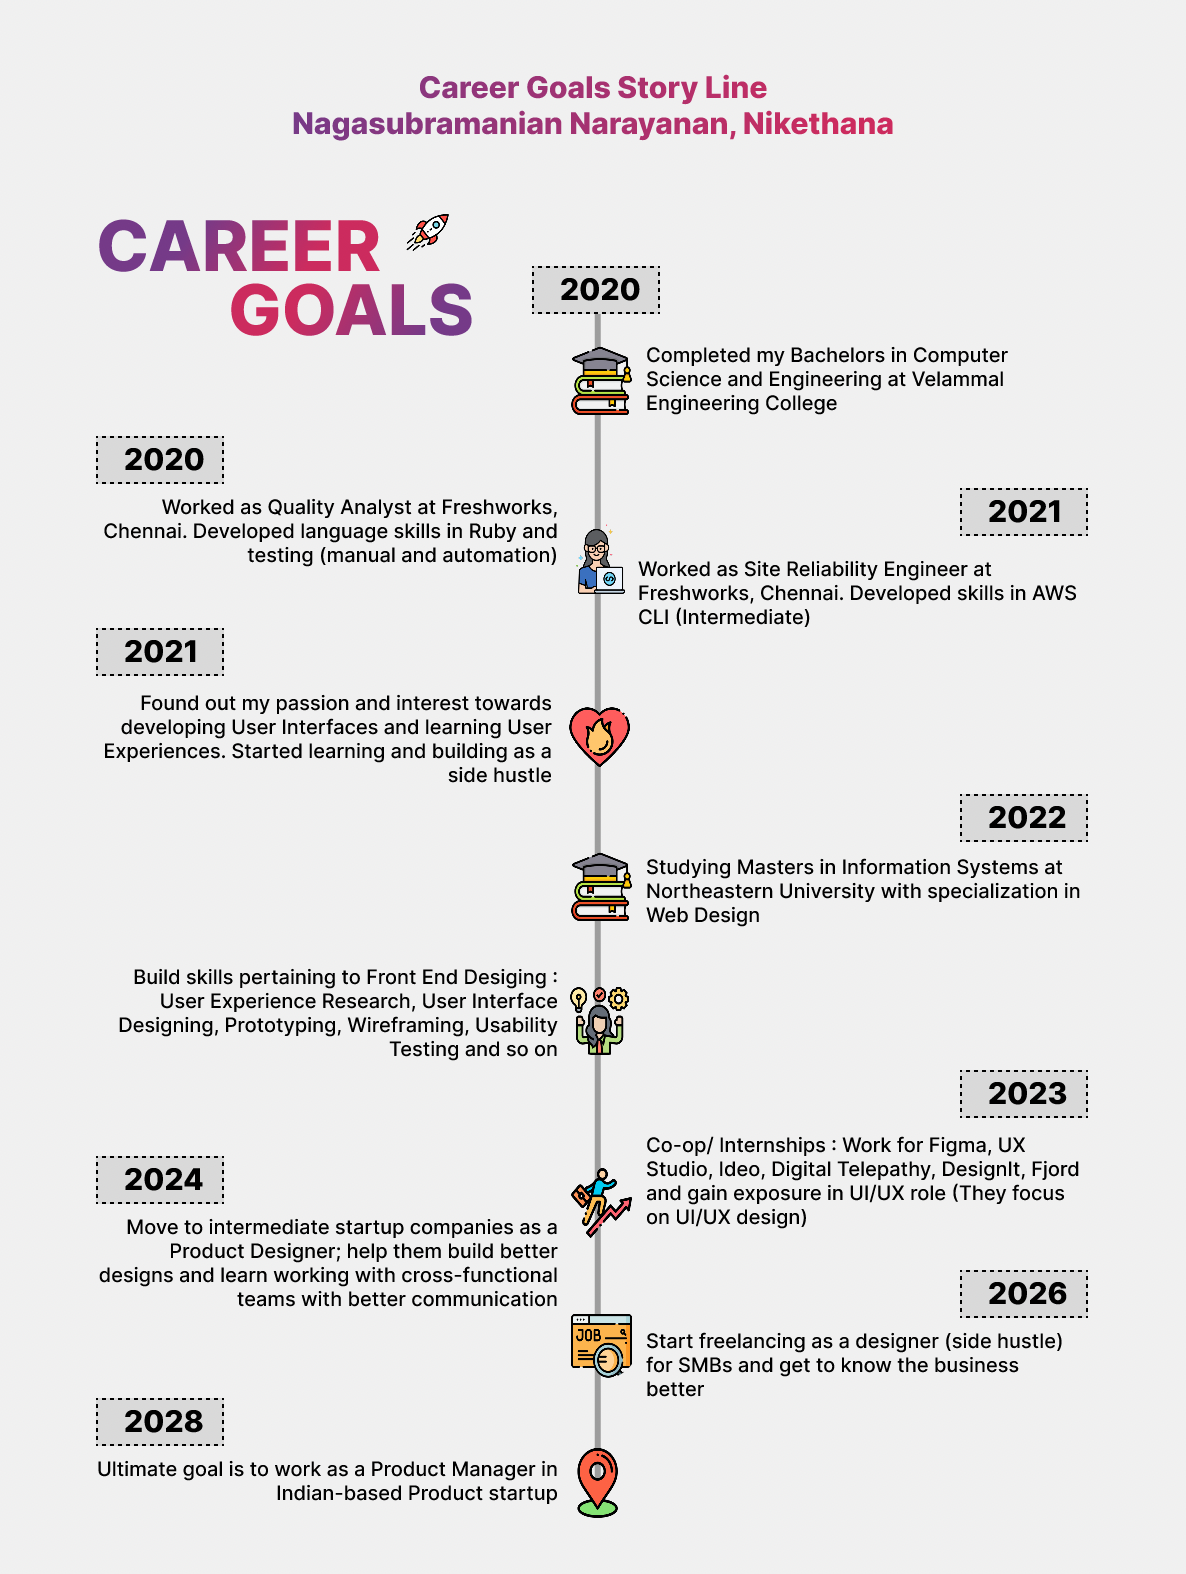 Career Goals Story Line
Nagasubramanian Narayanan, Nikethana
CAREER
GOALS
2020
Completed my Bachelors in Computer
Science and Engineering at Velammal
Engineering College
2020
Worked as Quality Analyst at Freshworks,
Chennai. Developed language skills in Ruby and
testing (manual and automation)
2021
Worked as Site Reliability Engineer at
Freshworks, Chennai. Developed skills in AWS
CLI (Intermediate)
2021
Found out my passion and interest towards
developing User Interfaces and learning User
Experiences. Started learning and building as a
side hustle
2022
Studying Masters in Information Systems at
Northeastern University with specialization in
Web Design
Build skills pertaining to Front End Desiging :
User Experience Research, User Interface
Designing, Prototyping, Wireframing, Usability
Testing and so on
2023
Co-op/ Internships : Work for Figma, UX
Studio, Ideo, Digital Telepathy, DesignIt, Fjord
and gain exposure in UI/UX role (They focus
on UI/UX design)
2024
Move to intermediate startup companies as a
Product Designer; help them build better
designs and learn working with cross-functional
teams with better communication
2026
JOB
Start freelancing as a designer (side hustle)
for SMBs and get to know the business
better
2028
Ultimate goal is to work as a Product Manager in
Indian-based Product startup